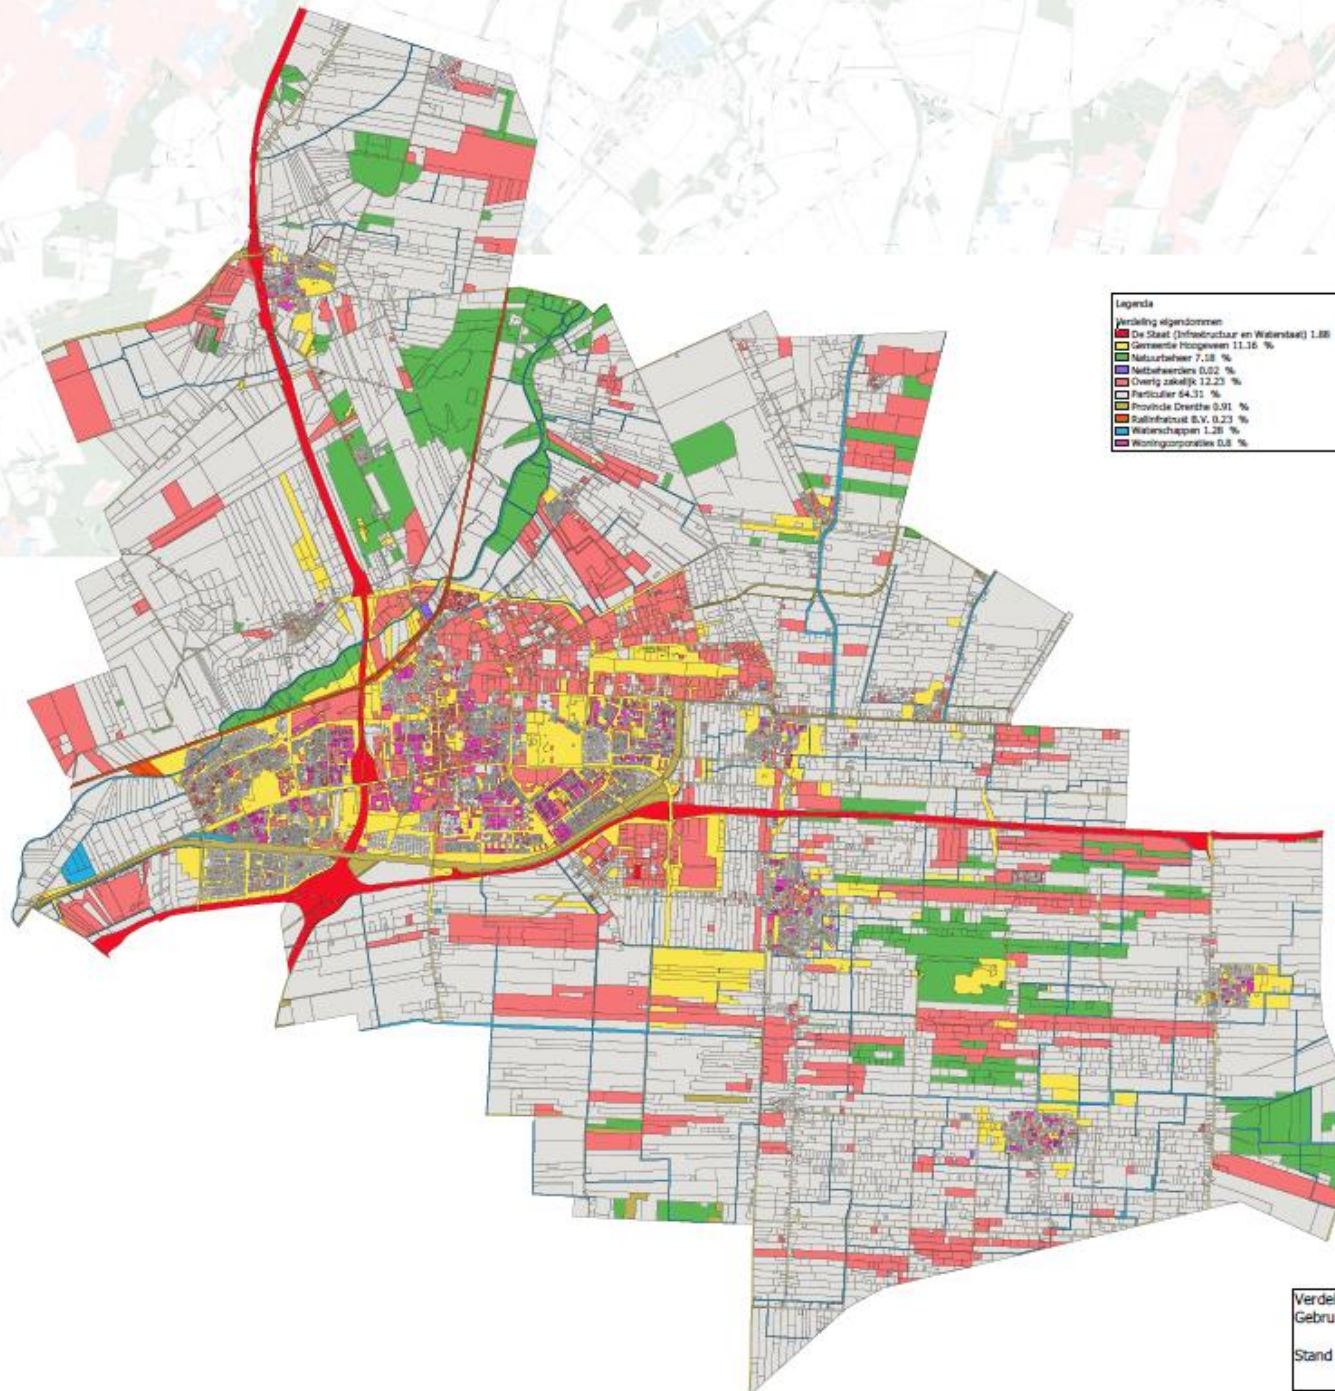 Legenda
Verdeling eigendommen
De Staat (Infrastructuur en Waterstaat) 1.88
Gemeente Hoogeveen 11.16 %
Natuurbeheer 7.18 %
Netbeheerders 0.02 %
Overig zakelijk 12.23 %
Particulier 64.31 %
Provincie Drenthe 0.91 %
Railinfratrust B.V. 0.23 %
Waterschappen 1.28 %
Woningcorporaties 0.8 %
Verdel
Gebru
Stand